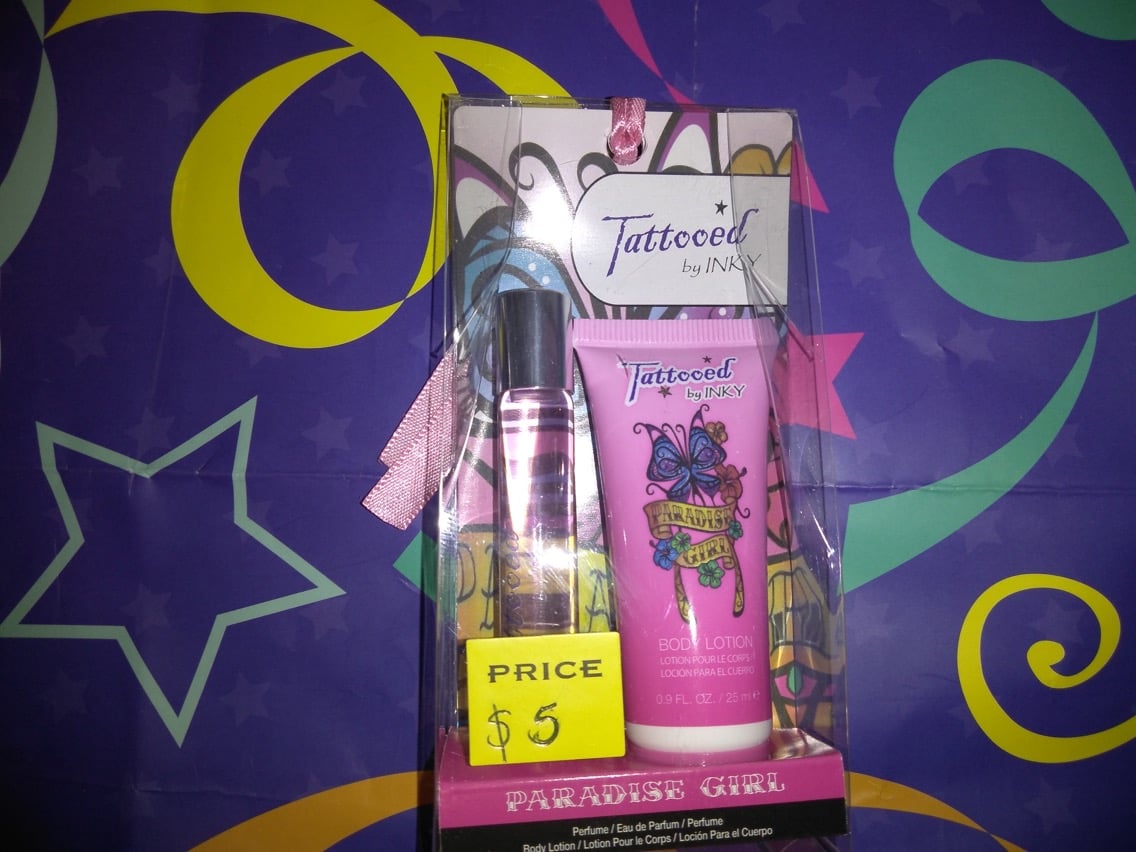 Tattooed
by INKY
Tattooed
by INKY
PARADISE
GIRL
BODY LOTION
LOTION POUR LE CORPS
LOCIÓN PARA EL CUERPO
0.9 FL. OZ. / 25 ml e
PRICE
$ 5
PARADISE GIRL
Perfume / Eau de Parfum / Perfume
Body Lotion / Lotion Pour le Corps / Loción Para el Cuerpo